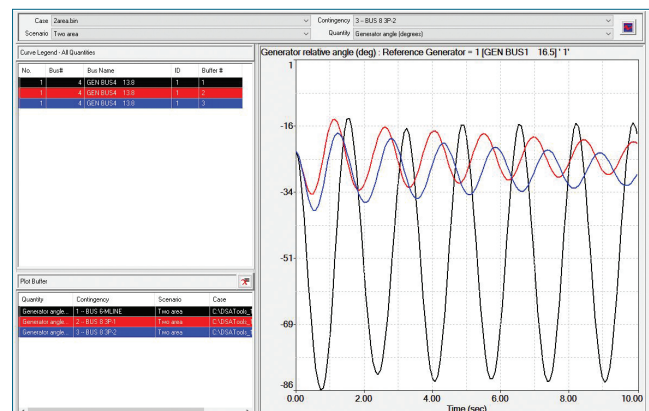 Case 2area.bin Contingency 3 -- BUS 8 3P-2
Scenario Two area Quantity Generator angle (degrees)
Curve Legend - All Quantities
No. Bus# Bus Name ID Buffer #
1 4 GEN BUS4 13.8 1 1
1 4 GEN BUS4 13.8 1 2
1 4 GEN BUS4 13.8 1 3
Plot Buffer
Quantity Contingency Scenario Case
Generator angle... 1 -- BUS 6-MLINE Two area C:\DSATools_1
Generator angle... 2 -- BUS 8 3P-1 Two area C:\DSATools_1
Generator angle... 3 -- BUS 8 3P-2 Two area C:\DSATools_1
Generator relative angle (deg) : Reference Generator = 1 [GEN BUS1 16.5] ' 1'
1
-16
-34
-51
-69
-86
0.00 2.00 4.00 6.00 8.00 10.00
Time (sec)